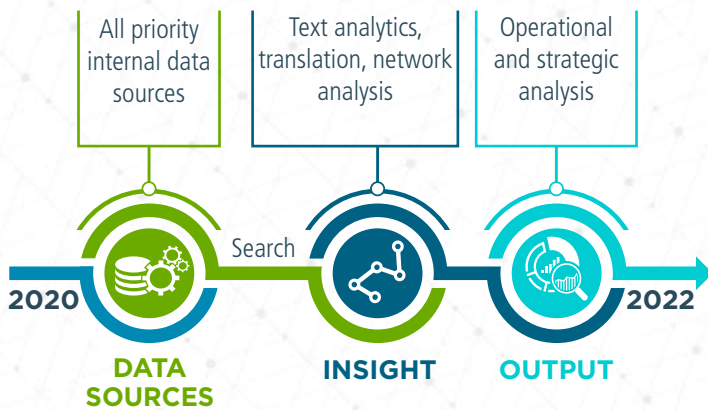 All priority
internal data
sources
Text analytics,
translation, network
analysis
Operational
and strategic
analysis
Search
2020
2022
DATA
SOURCES
INSIGHT
OUTPUT